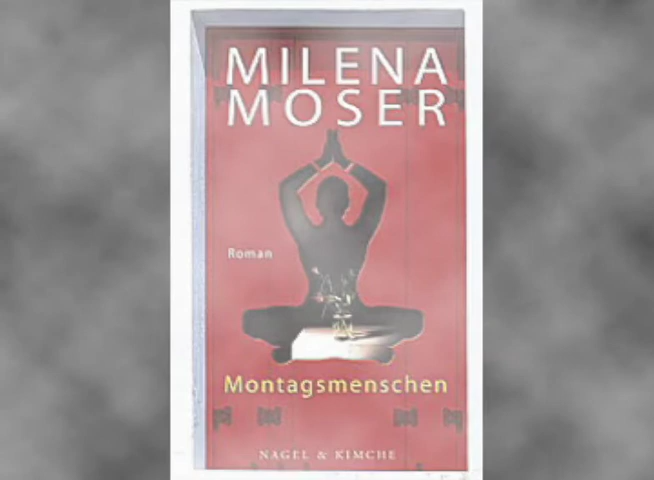 MILENA
MOSER
Roman
Montagsmenschen
NAGEL & KIMCHE